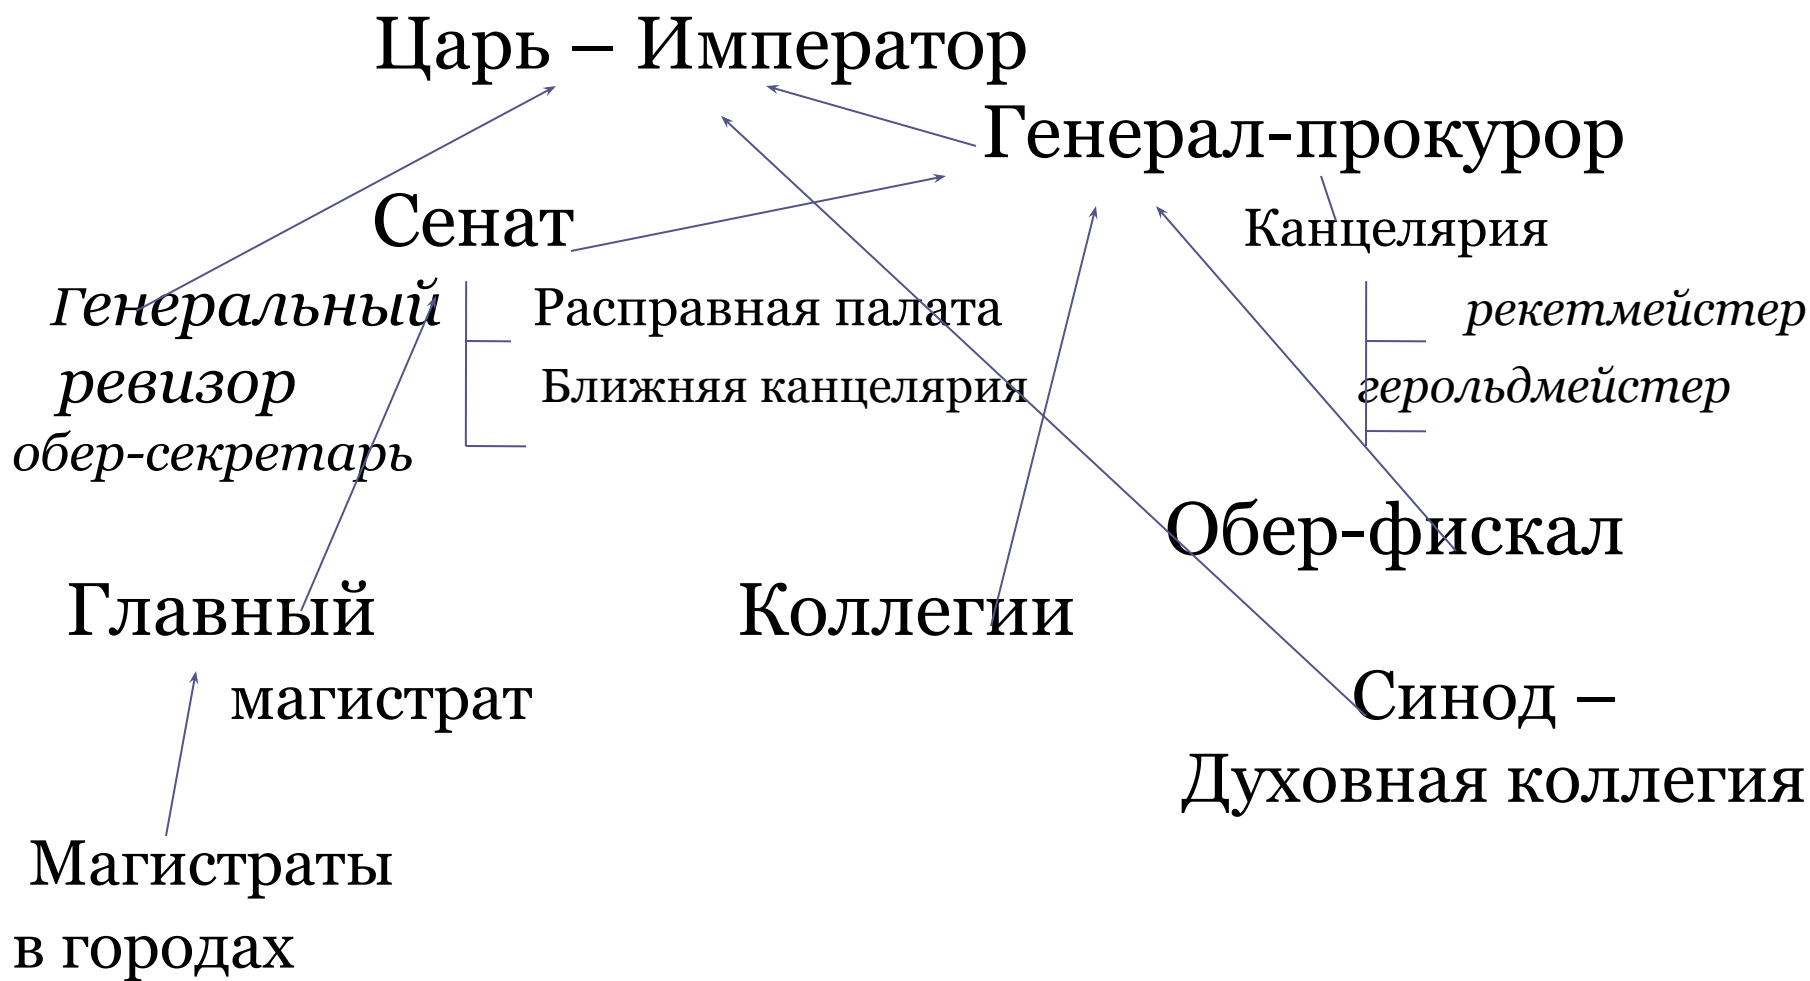 Царь – Император
Генерал-прокурор
Сенат
Канцелярия
Генеральный
Расправная палата
рекетмейстер
ревизор
Ближняя канцелярия
герольдмейстер
обер-секретарь
Обер-фискал
Главный
Коллегии
магистрат
Синод –
Духовная коллегия
Магистраты
в городах